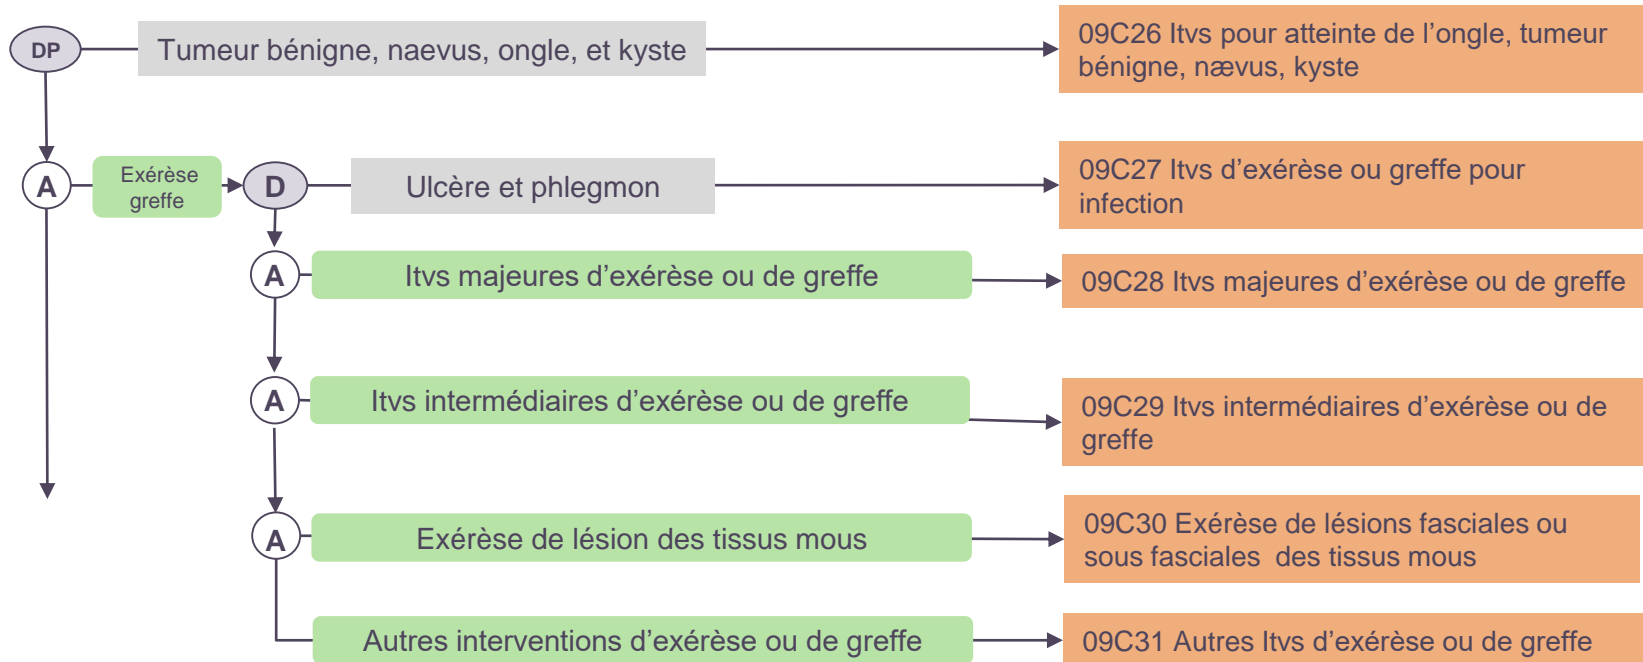 DP
Tumeur bénigne, naevus, ongle, et kyste
09C26 Itvs pour atteinte de l’ongle, tumeur
bénigne, nævus, kyste
A
Exérèse
greffe
D
Ulcère et phlegmon
09C27 Itvs d’exérèse ou greffe pour
infection
A
Itvs majeures d’exérèse ou de greffe
09C28 Itvs majeures d’exérèse ou de greffe
A
Itvs intermédiaires d’exérèse ou de greffe
09C29 Itvs intermédiaires d’exérèse ou de
greffe
A
Exérèse de lésion des tissus mous
09C30 Exérèse de lésions fasciales ou
sous fasciales des tissus mous
Autres interventions d’exérèse ou de greffe
09C31 Autres Itvs d’exérèse ou de greffe